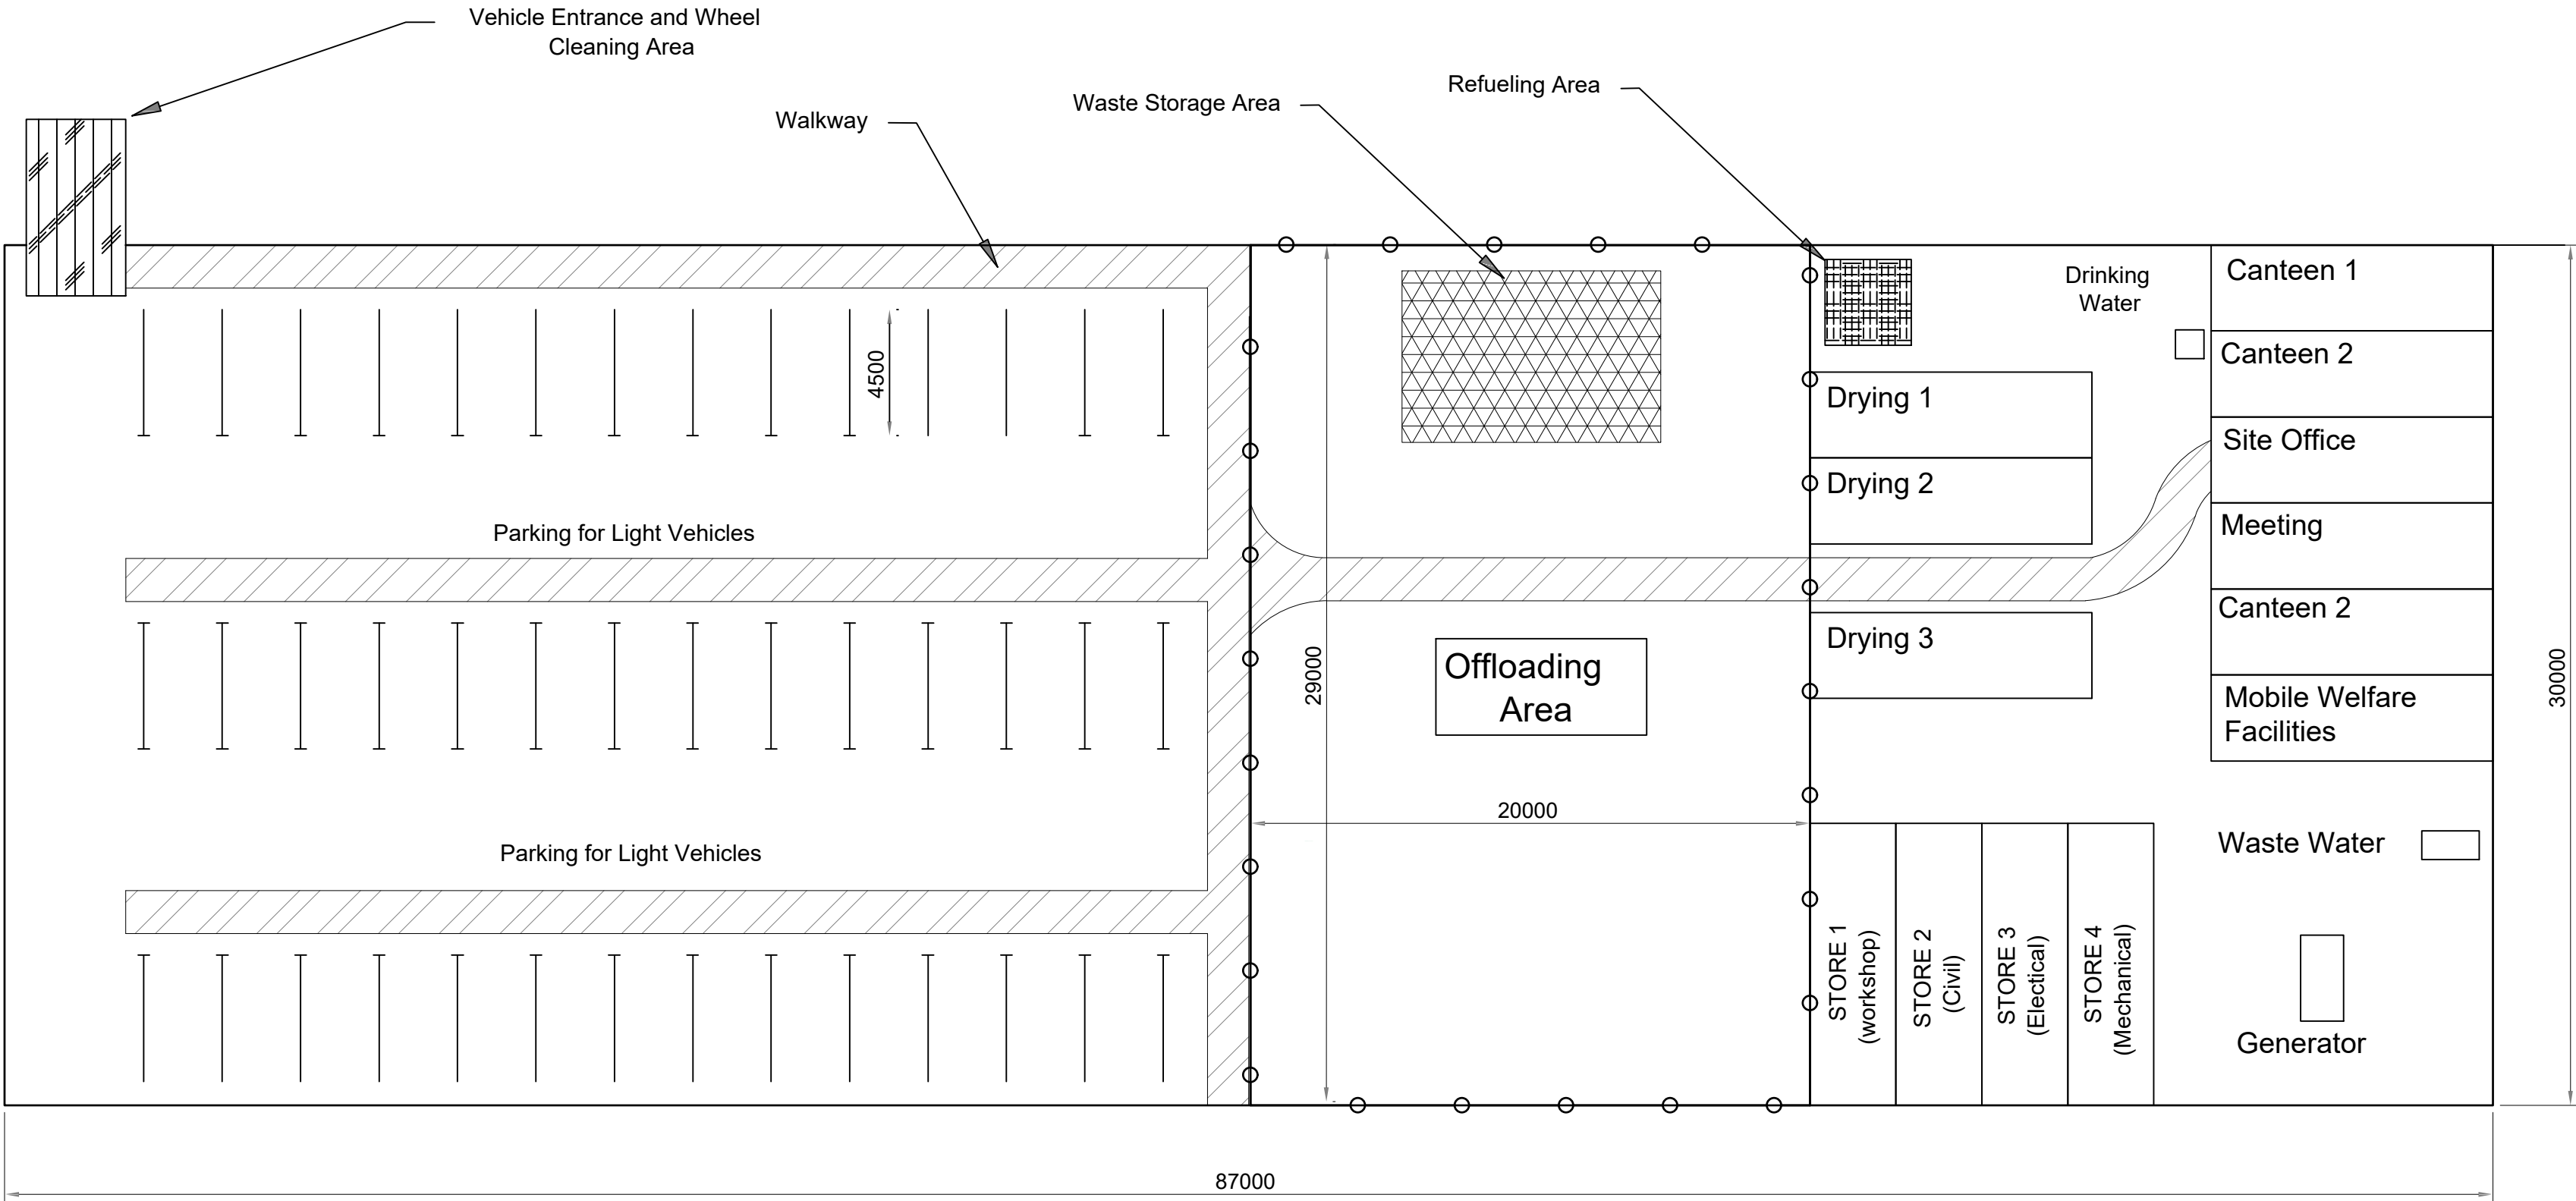 Vehicle Entrance and Wheel
Cleaning Area
Walkway
Waste Storage Area
Refueling Area
Drinking
Water
Canteen 1
Canteen 2
Site Office
Meeting
Canteen 2
Mobile Welfare
Facilities
4500
Drying 1
Drying 2
Drying 3
Parking for Light Vehicles
Offloading
Area
29000
30000
20000
Parking for Light Vehicles
Waste Water
STORE 1
(workshop)
STORE 2
(Civil)
STORE 3
(Electical)
STORE 4
(Mechanical)
Generator
87000